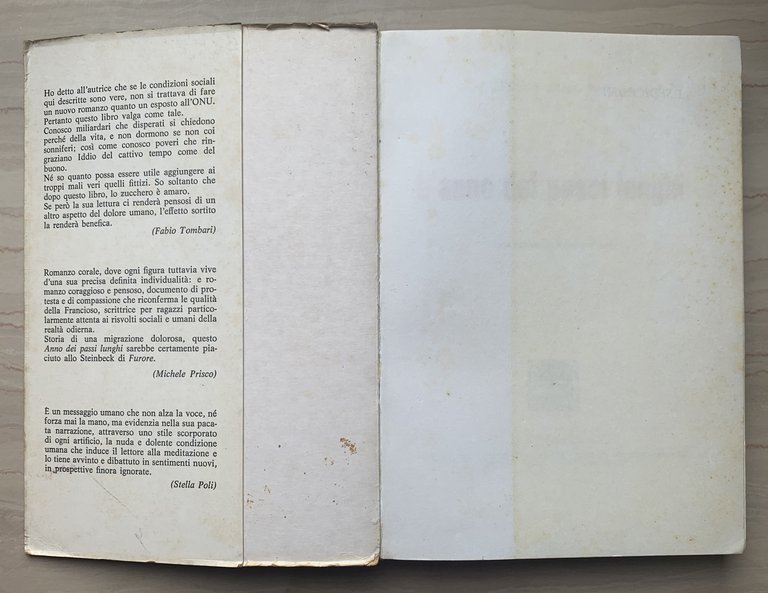 Ho detto all'autrice che se le condizioni sociali
qui descritte sono vere, non si trattava di fare
un nuovo romanzo quanto un esposto all'ONU.
Pertanto questo libro valga come tale.
Conosco miliardari che disperati si chiedono
perché della vita, e non dormono se non coi
sonniferi; così come conosco poveri che rin-
graziano Iddio del cattivo tempo come del
buono.
Né so quanto possa essere utile aggiungere ai
troppi mali veri quelli fittizi. So soltanto che
dopo questo libro, lo zucchero è amaro.
Se però la sua lettura ci renderà pensosi di un
altro aspetto del dolore umano, l'effetto sortito
la renderà benefica.
(Fabio Tombari)
Romanzo corale, dove ogni figura tuttavia vive
d'una sua precisa definita individualità: e ro-
manzo coraggioso e pensoso, documento di pro-
testa e di compassione che riconferma le qualità
della Francioso, scrittrice per ragazzi partico-
larmente attenta ai risvolti sociali e umani della
realtà odierna.
Storia di una migrazione dolorosa, questo
Anno dei passi lunghi sarebbe certamente pia-
ciuto allo Steinbeck di Furore.
(Michele Prisco)
È un messaggio umano che non alza la voce, né
forza mai la mano, ma evidenzia nella sua paca-
ta narrazione, attraverso uno stile scorporato
di ogni artificio, la nuda e dolente condizione
umana che induce il lettore alla meditazione e
lo tiene avvinto e dibattuto in sentimenti nuovi,
in prospettive finora ignorate.
(Stella Poli)